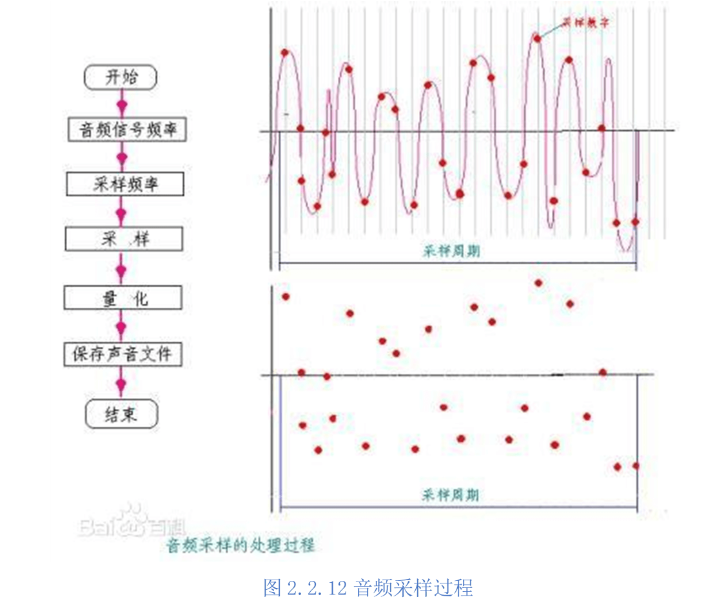 开始
音频信号频率
采样频率
采 样
量 化
保存声音文件
结束
采样数字
采样周期
采样周期
Baidu百科
音频采样的处理过程
图 2.2.12 音频采样过程